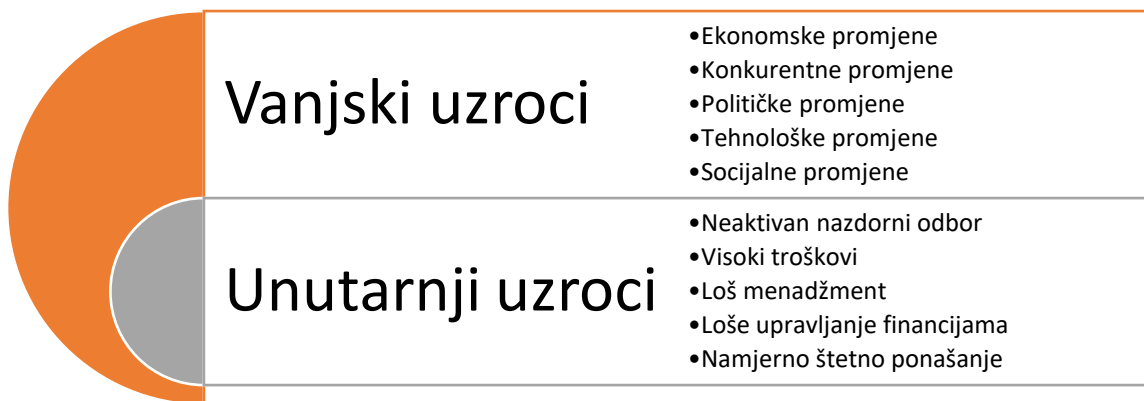 Vanjski uzroci
•Ekonomske promjene
•Konkurentne promjene
•Političke promjene
•Tehnološke promjene
•Socijalne promjene
Unutarnji uzroci
•Neaktivan nazdorni odbor
•Visoki troškovi
•Loš menadžment
•Loše upravljanje financijama
•Namjerno štetno ponašanje